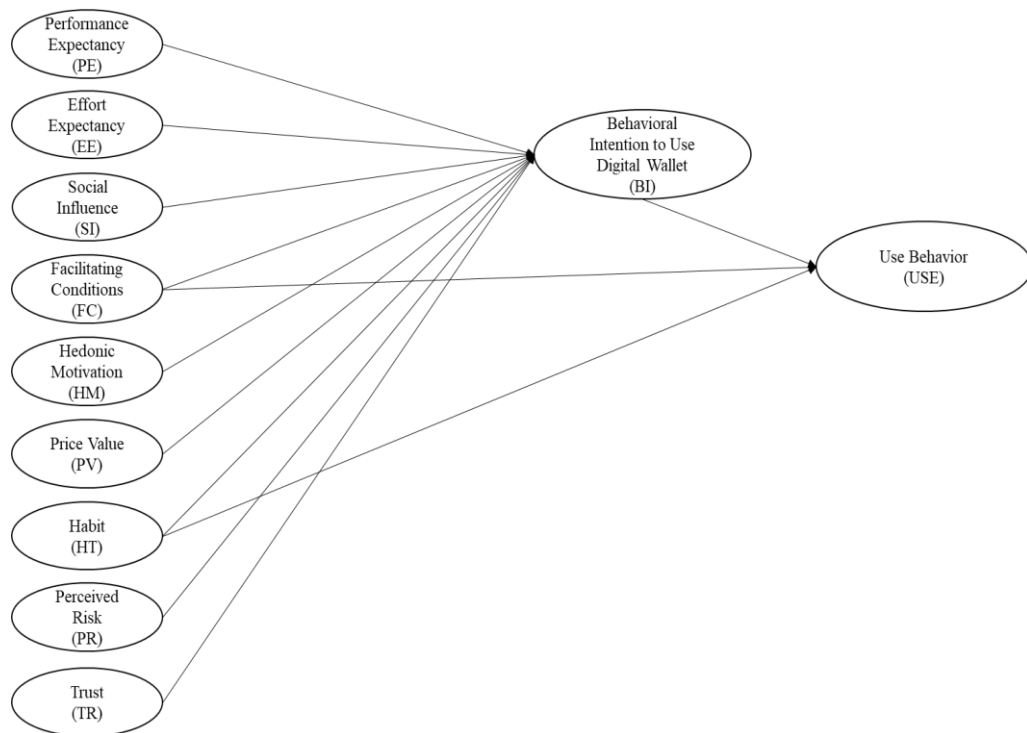 Performance
Expectancy
(PE)
Effort
Expectancy
(EE)
Social
Influence
(SI)
Facilitating
Conditions
(FC)
Hedonic
Motivation
(HM)
Price Value
(PV)
Habit
(HT)
Perceived
Risk
(PR)
Trust
(TR)
Behavioral
Intention to Use
Digital Wallet
(BI)
Use Behavior
(USE)